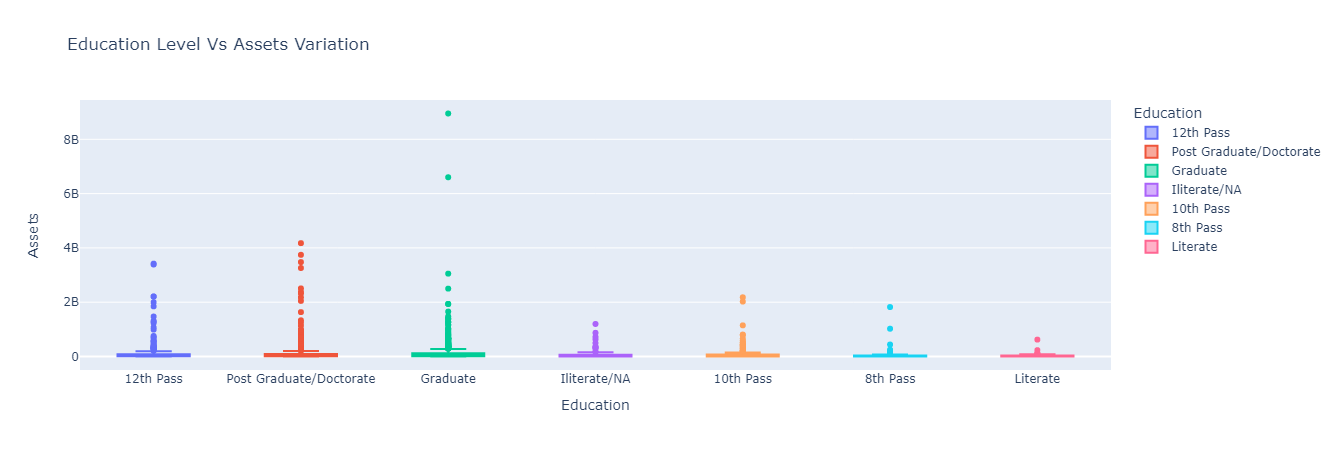 Education Level Vs Assets Variation
Assets
8B
6B
4B
2B
0
12th Pass
Post Graduate/Doctorate
Graduate
Iliterate/NA
10th Pass
8th Pass
Literate
Education
Education
12th Pass
Post Graduate/Doctorate
Graduate
Iliterate/NA
10th Pass
8th Pass
Literate